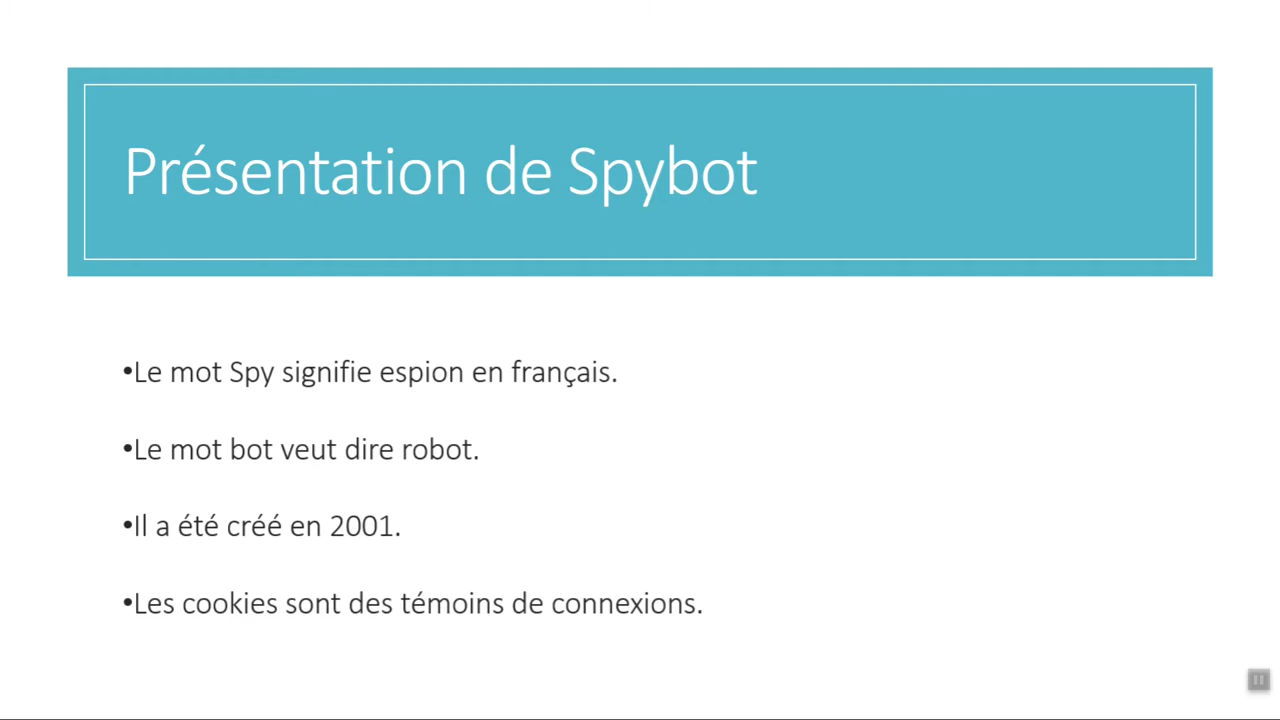 Présentation de Spybot
•Le mot Spy signifie espion en français.
•Le mot bot veut dire robot.
•Il a été créé en 2001.
•Les cookies sont des témoins de connexions.